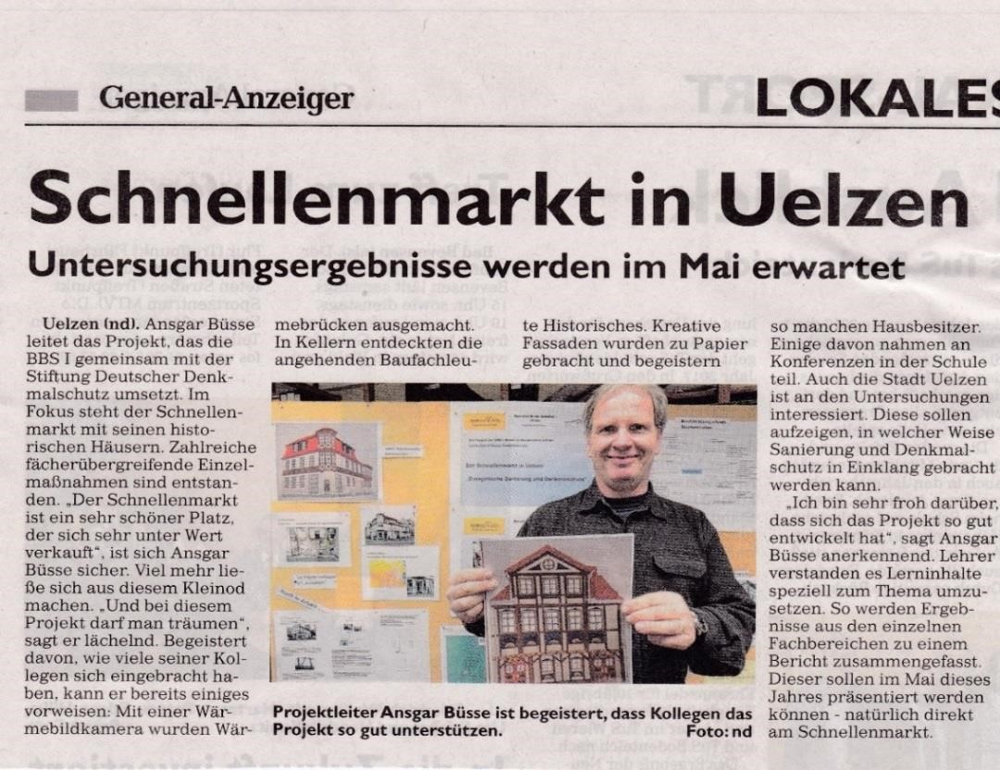 General-Anzeiger
LOKALES
Schnellenmarkt in Uelzen
Untersuchungsergebnisse werden im Mai erwartet
Uelzen (nd). Ansgar Büsse
leitet das Projekt, das die
BBS I gemeinsam mit der
Stiftung Deutscher Denk-
malschutz umsetzt. Im
Fokus steht der Schnellen-
markt mit seinen histo-
rischen Häusern. Zahlreiche
fächerübergreifende Einzel-
maßnahmen sind entstan-
den. „Der Schnellenmarkt
ist ein sehr schöner Platz,
der sich sehr unter Wert
verkauft“, ist sich Ansgar
Büsse sicher. Viel mehr lie-
ße sich aus diesem Kleinod
machen. „Und bei diesem
Projekt darf man träumen“,
sagt er lächelnd. Begeistert
davon, wie viele seiner Kol-
legen sich eingebracht ha-
ben, kann er bereits einiges
vorweisen: Mit einer Wär-
mebildkamera wurden Wär-
mebrücken ausgemacht.
In Kellern entdeckten die
angehenden Baufachleu-
te Historisches. Kreative
Fassaden wurden zu Papier
gebracht und begeistern
so manchen Hausbesitzer.
Einige davon nahmen an
Konferenzen in der Schule
teil. Auch die Stadt Uelzen
ist an den Untersuchungen
interessiert. Diese sollen
aufzeigen, in welcher Weise
Sanierung und Denkmal-
schutz in Einklang gebracht
werden kann.
„Ich bin sehr froh darüber,
dass sich das Projekt so gut
entwickelt hat“, sagt Ansgar
Büsse anerkennend. Lehrer
verstanden es Lerninhalte
speziell zum Thema umzu-
setzen. So werden Ergeb-
nisse aus den einzelnen
Fachbereichen zu einem
Bericht zusammengefasst.
Dieser sollen im Mai dieses
Jahres präsentiert werden
können - natürlich direkt
am Schnellenmarkt.
Der Schnellenmarkt in Uelzen
Energetische Sanierung und Denkmalschutz
Projektleiter Ansgar Büsse ist begeistert, dass Kollegen das
Projekt so gut unterstützen. Foto: nd